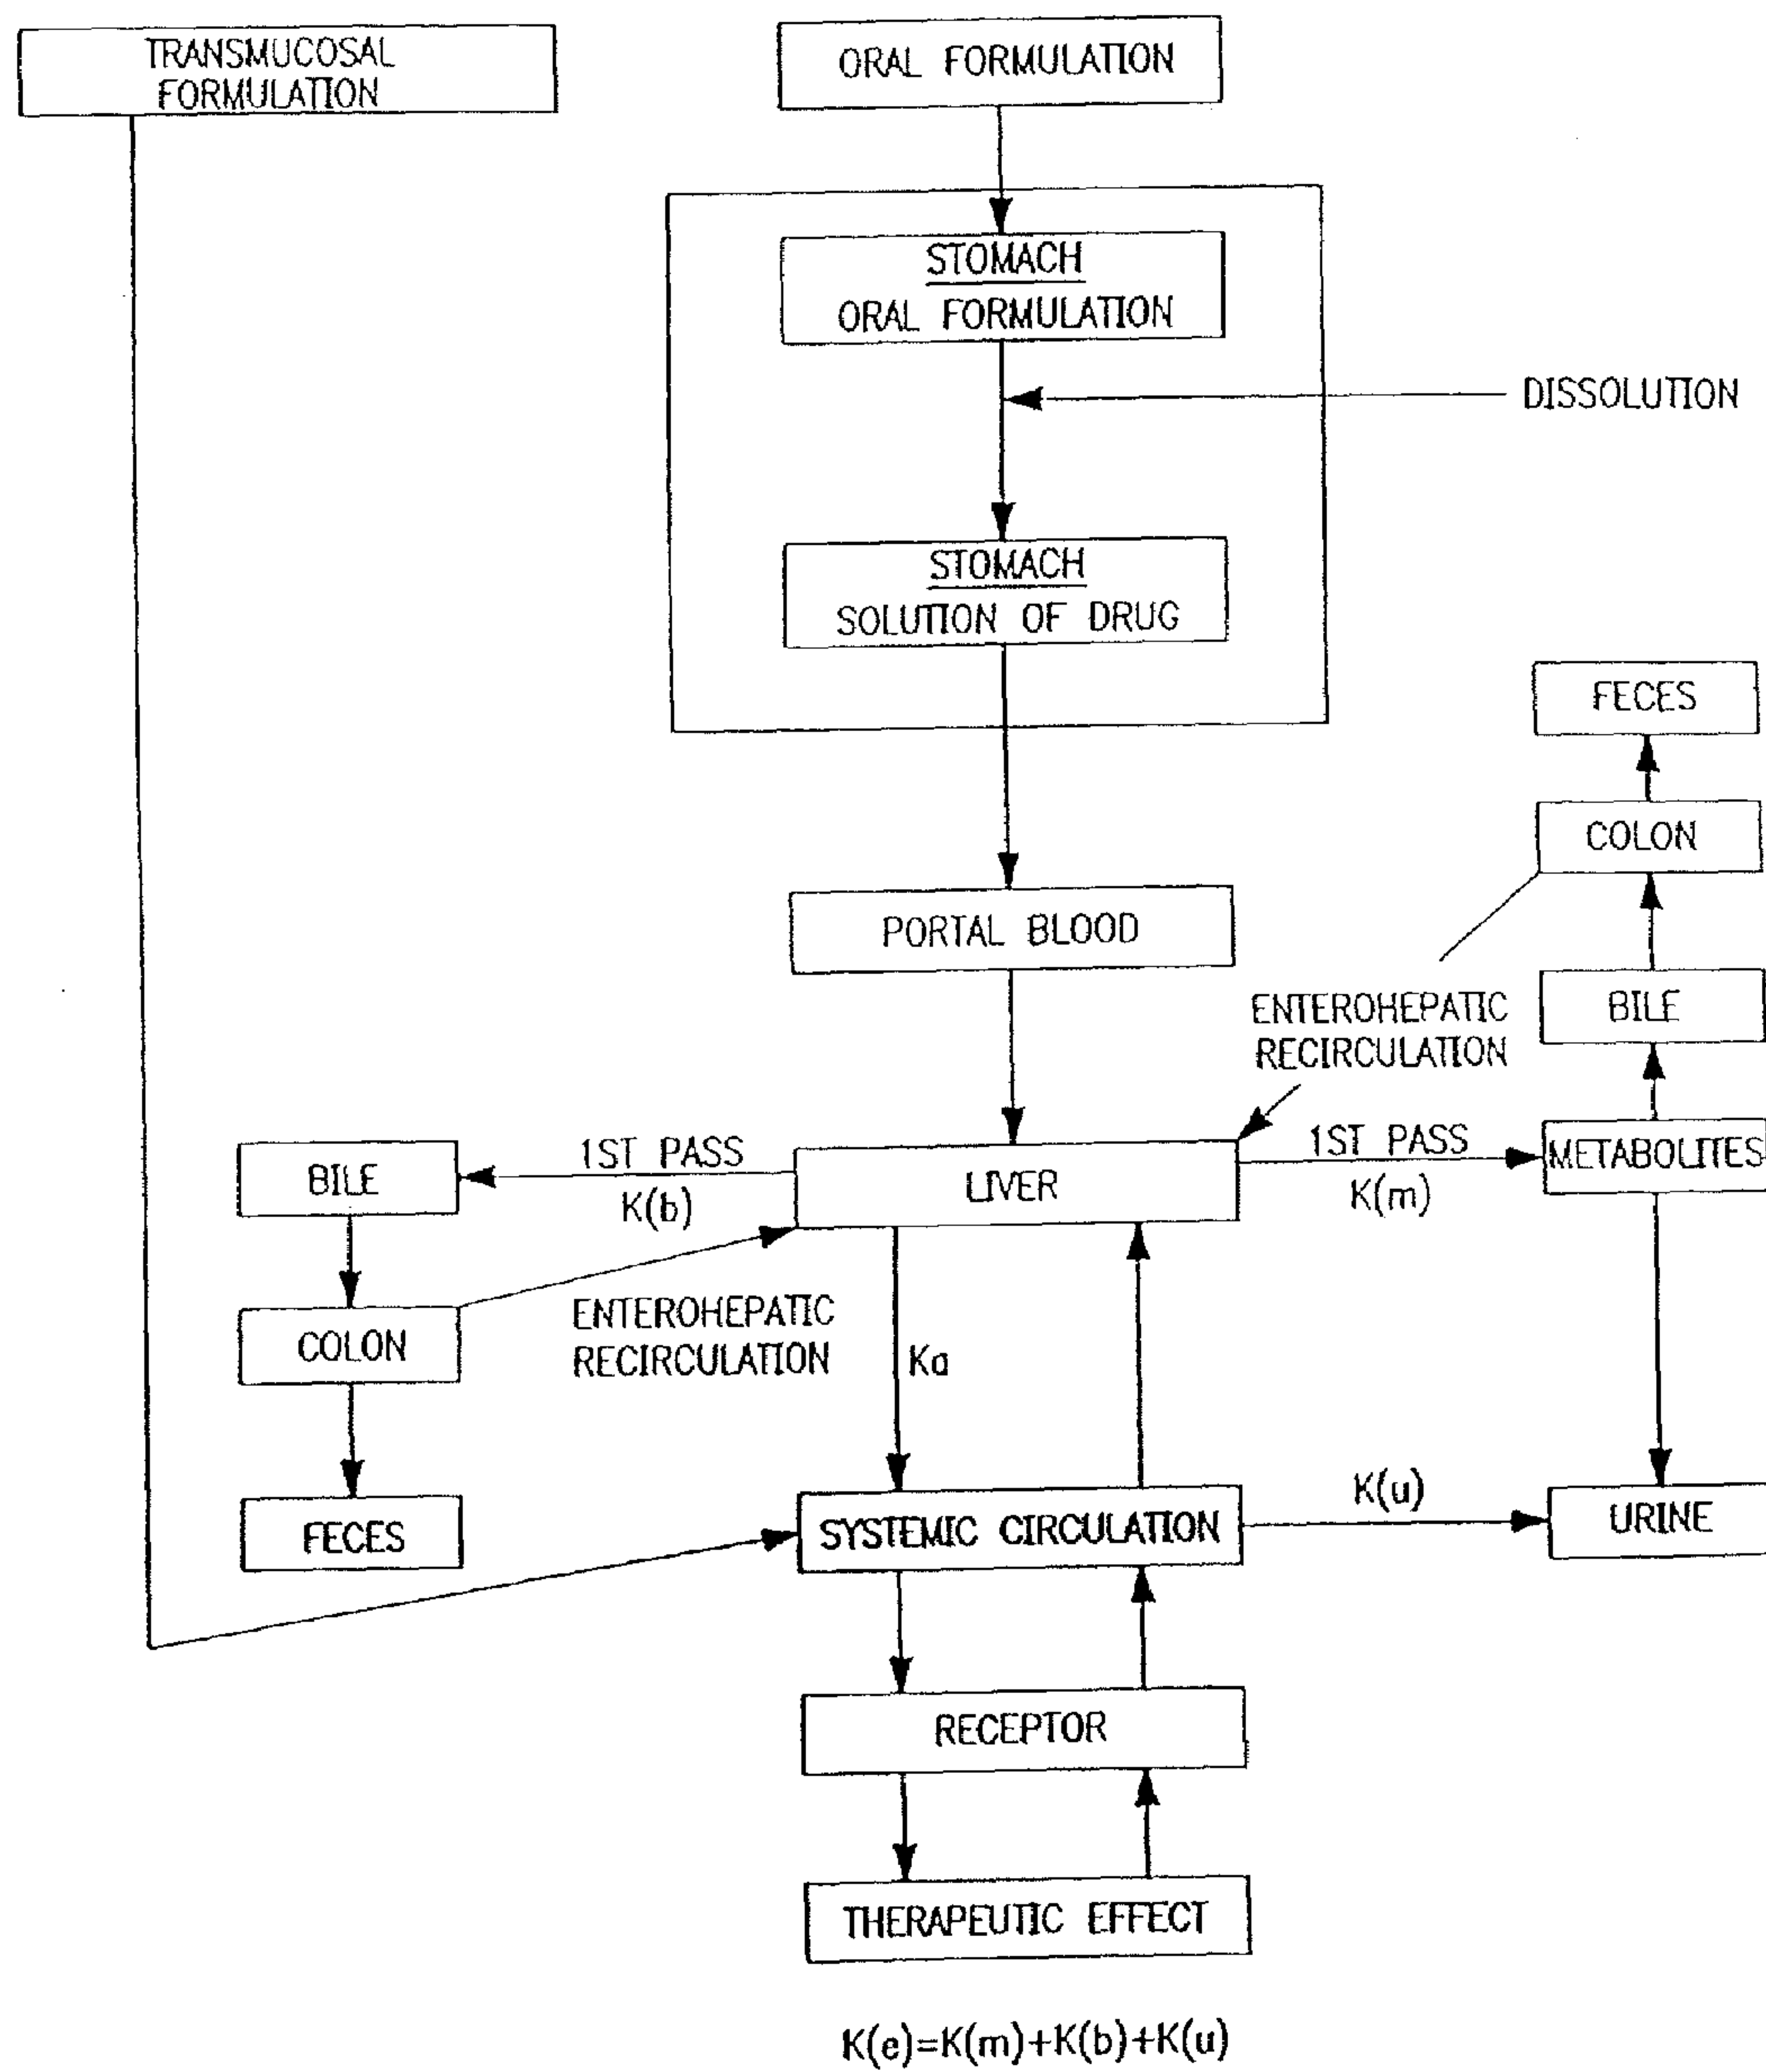 TRANSMUCOSAL
FORMULATION
ORAL FORMULATION
STOMACH
ORAL FORMULATION
DISSOLUTION
STOMACH
SOLUTION OF DRUG
FECES
COLON
PORTAL BLOOD
BILE
ENTEROHEPATIC
RECIRCULATION
BILE
1ST PASS
K(b)
LIVER
1ST PASS
K(m)
METABOLITES
COLON
ENTEROHEPATIC
RECIRCULATION
Ka
FECES
SYSTEMIC CIRCULATION
K(u)
URINE
RECEPTOR
THERAPEUTIC EFFECT
K(e)=K(m)+K(b)+K(u)